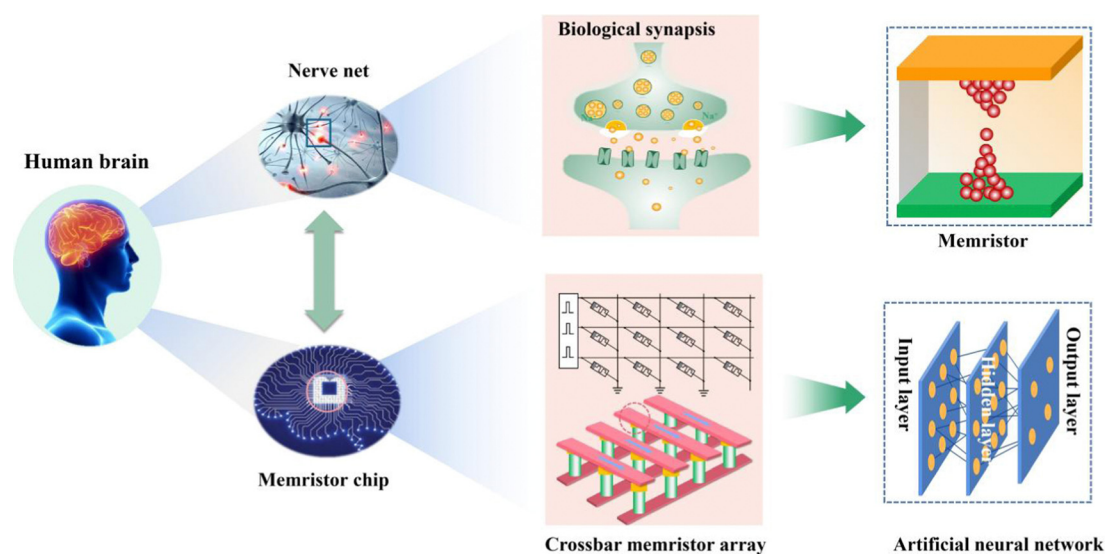 Biological synapsis
Nerve net
Na⁺
Human brain
Memristor
Input layer
Hidden layer
Output layer
Memristor chip
Crossbar memristor array
Artificial neural network